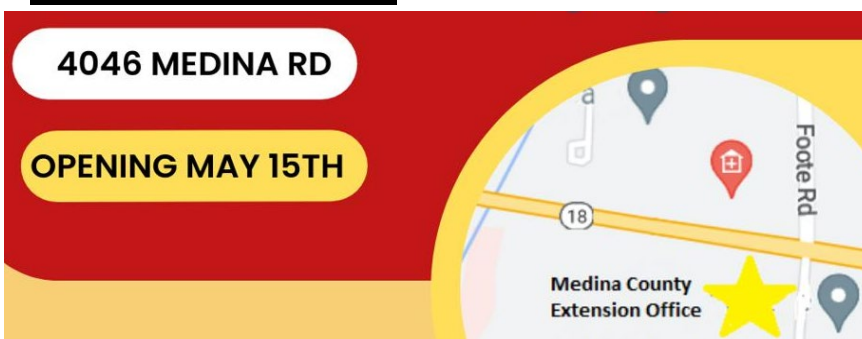 4046 MEDINA RD
OPENING MAY 15TH
a
Foote Rd
18
Medina County
Extension Office